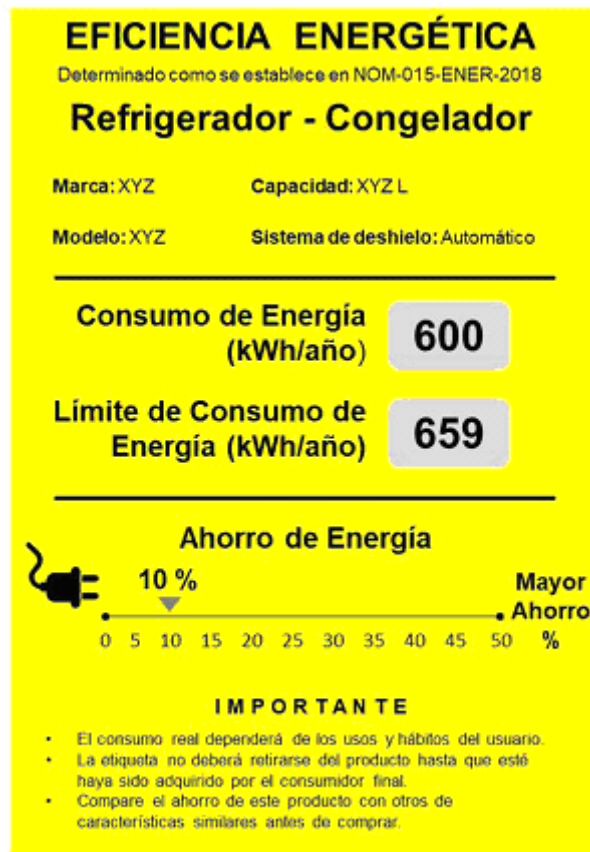 EFICIENCIA ENERGÉTICA
Determinado como se establece en NOM-015-ENER-2018
Refrigerador - Congelador
Marca: XYZ Capacidad: XYZ L
Modelo: XYZ Sistema de deshielo: Automático
Consumo de Energía
(kWh/año)
600
Límite de Consumo de
Energía (kWh/año)
659
Ahorro de Energía
10 %
Mayor
Ahorro
0 5 10 15 20 25 30 35 40 45 50 %
IMPORTANTE
• El consumo real dependerá de los usos y hábitos del usuario.
• La etiqueta no deberá retirarse del producto hasta que esté
haya sido adquirido por el consumidor final.
• Compare el ahorro de este producto con otros de
características similares antes de comprar.